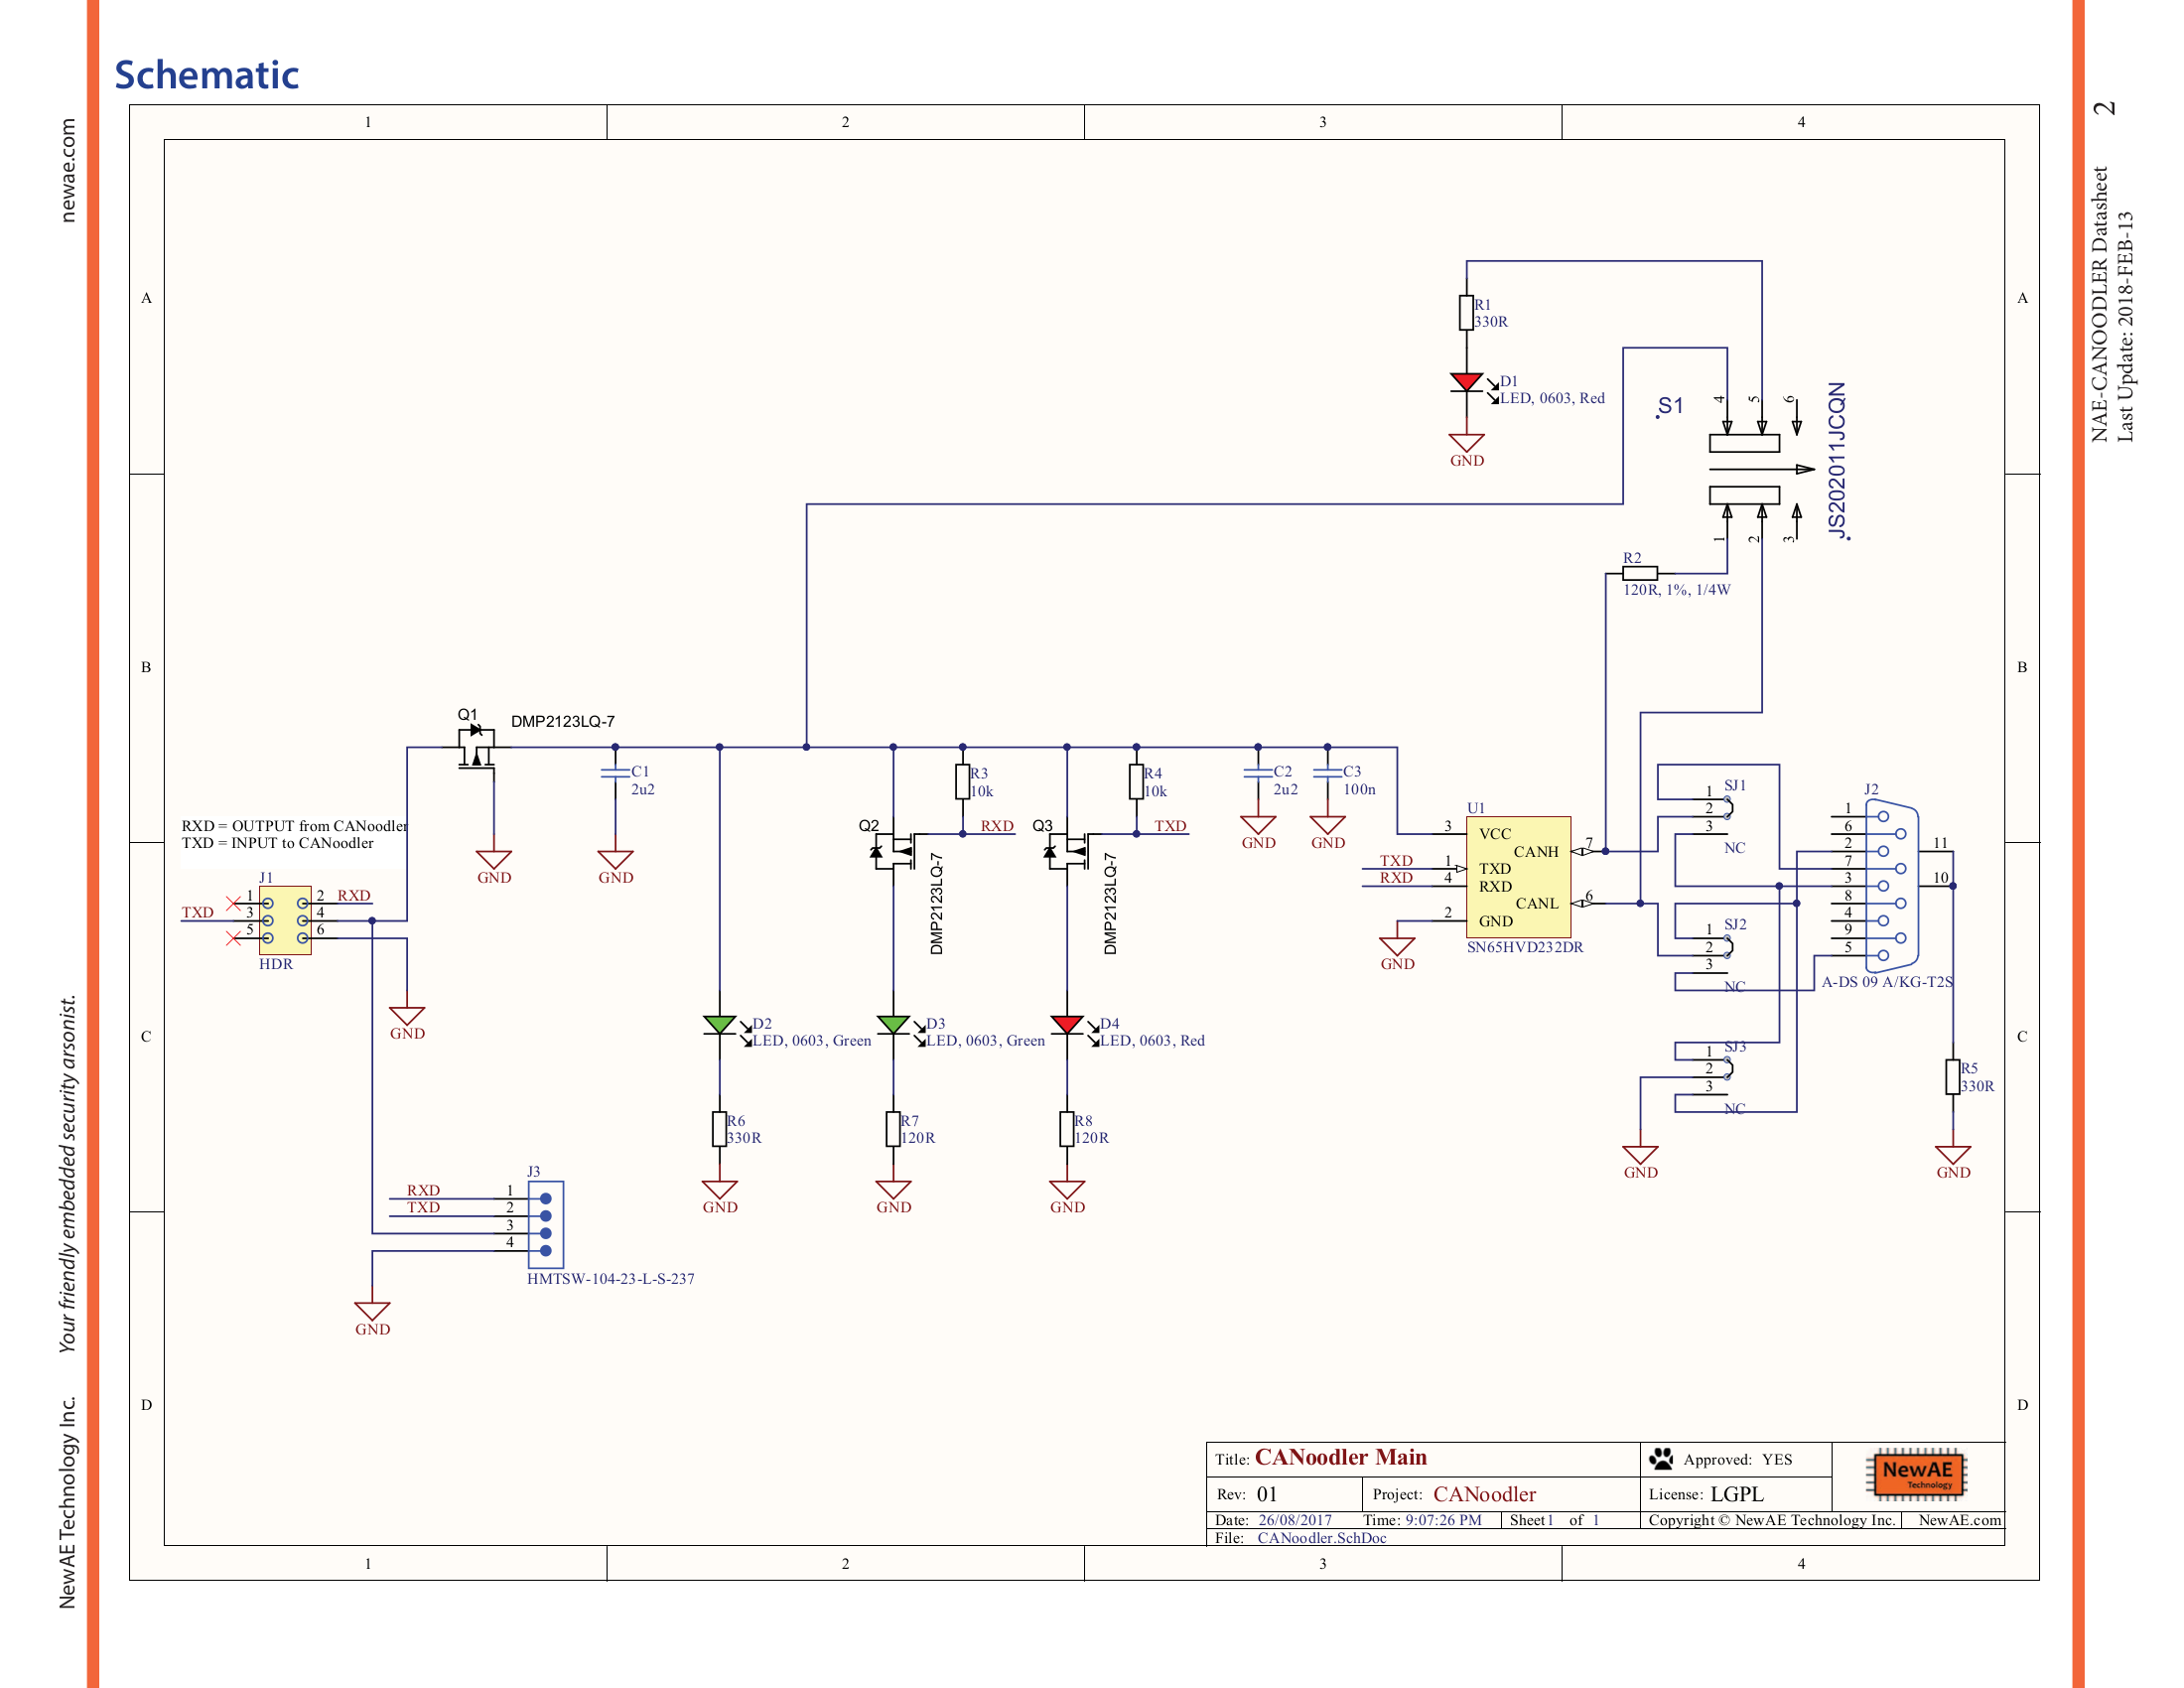 Schematic
newae.com
Your friendly embedded security arsonist.
NewAE Technology Inc.
2
NAE-CANOODLER Datasheet
Last Update: 2018-FEB-13
1
2
3
4
A
A
B
B
C
C
D
D
1
2
3
4
R1
330R
D1
LED, 0603, Red
GND
S1
4
5
6
1
2
3
JS202011JCQN
R2
120R, 1%, 1/4W
Q1
DMP2123LQ-7
GND
C1
2u2
GND
RXD = OUTPUT from CANoodler
TXD = INPUT to CANoodler
J1
TXD
1
3
5
2
4
6
RXD
HDR
GND
Q2
DMP2123LQ-7
R3
10k
RXD
Q3
DMP2123LQ-7
R4
10k
TXD
C2
2u2
GND
C3
100n
GND
U1
3
VCC
TXD
1
TXD
RXD
4
RXD
2
GND
CANH
7
CANL
6
SN65HVD232DR
GND
SJ1
1
2
3
NC
SJ2
1
2
3
NC
SJ3
1
2
3
NC
GND
J2
1
6
2
7
3
8
4
9
5
11
10
A-DS 09 A/KG-T2S
R5
330R
GND
D2
LED, 0603, Green
D3
LED, 0603, Green
D4
LED, 0603, Red
R6
330R
GND
R7
120R
GND
R8
120R
GND
J3
RXD
1
TXD
2
3
4
HMTSW-104-23-L-S-237
GND
Title: CANoodler Main
Approved: YES
Rev: 01
Project: CANoodler
License: LGPL
Date: 26/08/2017
Time: 9:07:26 PM
Sheet 1 of 1
Copyright © NewAE Technology Inc.
NewAE.com
File: CANoodler.SchDoc
NewAE
Technology